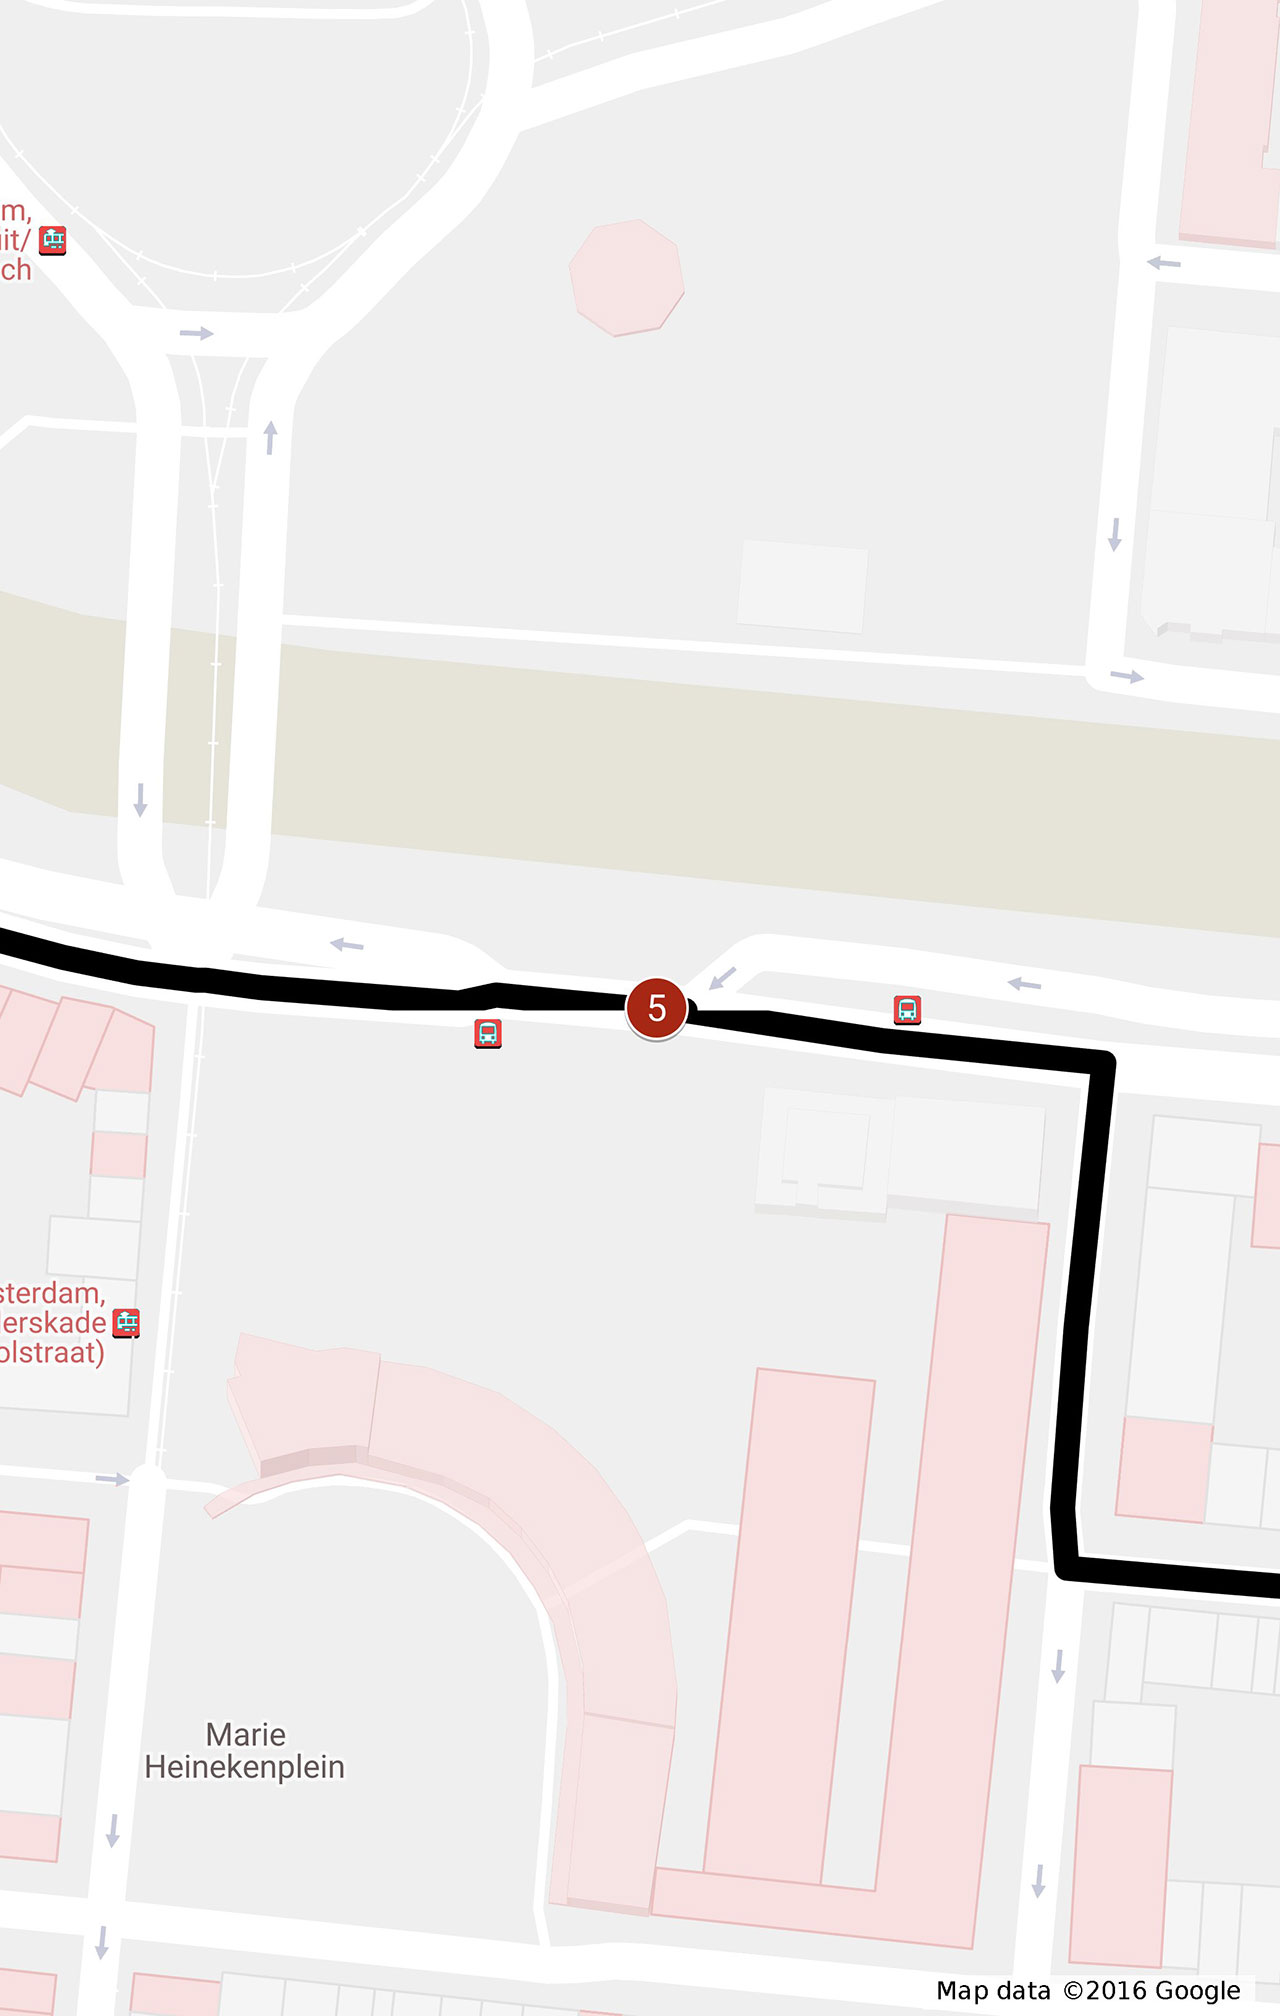 m,
it/
ch
5
sterdam,
erskade
olstraat)
Marie
Heinekenplein
Map data ©2016 Google